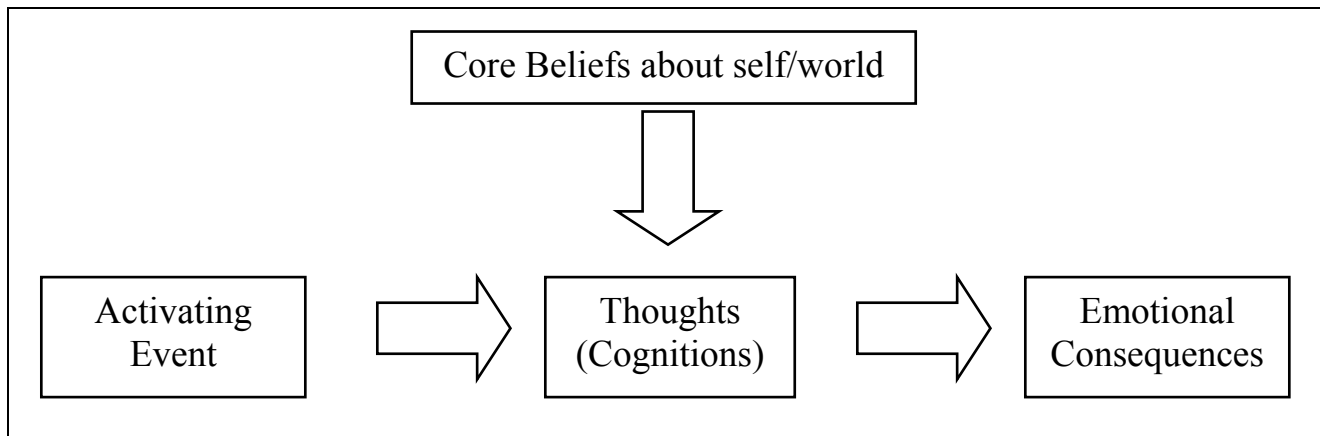 Core Beliefs about self/world
Activating
Event
Thoughts
(Cognitions)
Emotional
Consequences